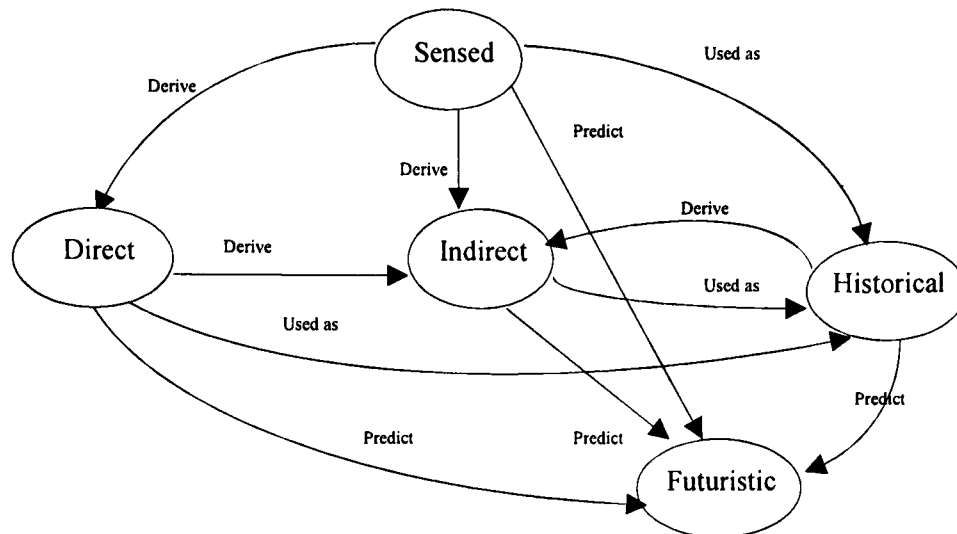 Sensed
Used as
Derive
Predict
Derive
Derive
Direct
Derive
Indirect
Used as
Historical
Used as
Predict
Predict
Predict
Futuristic